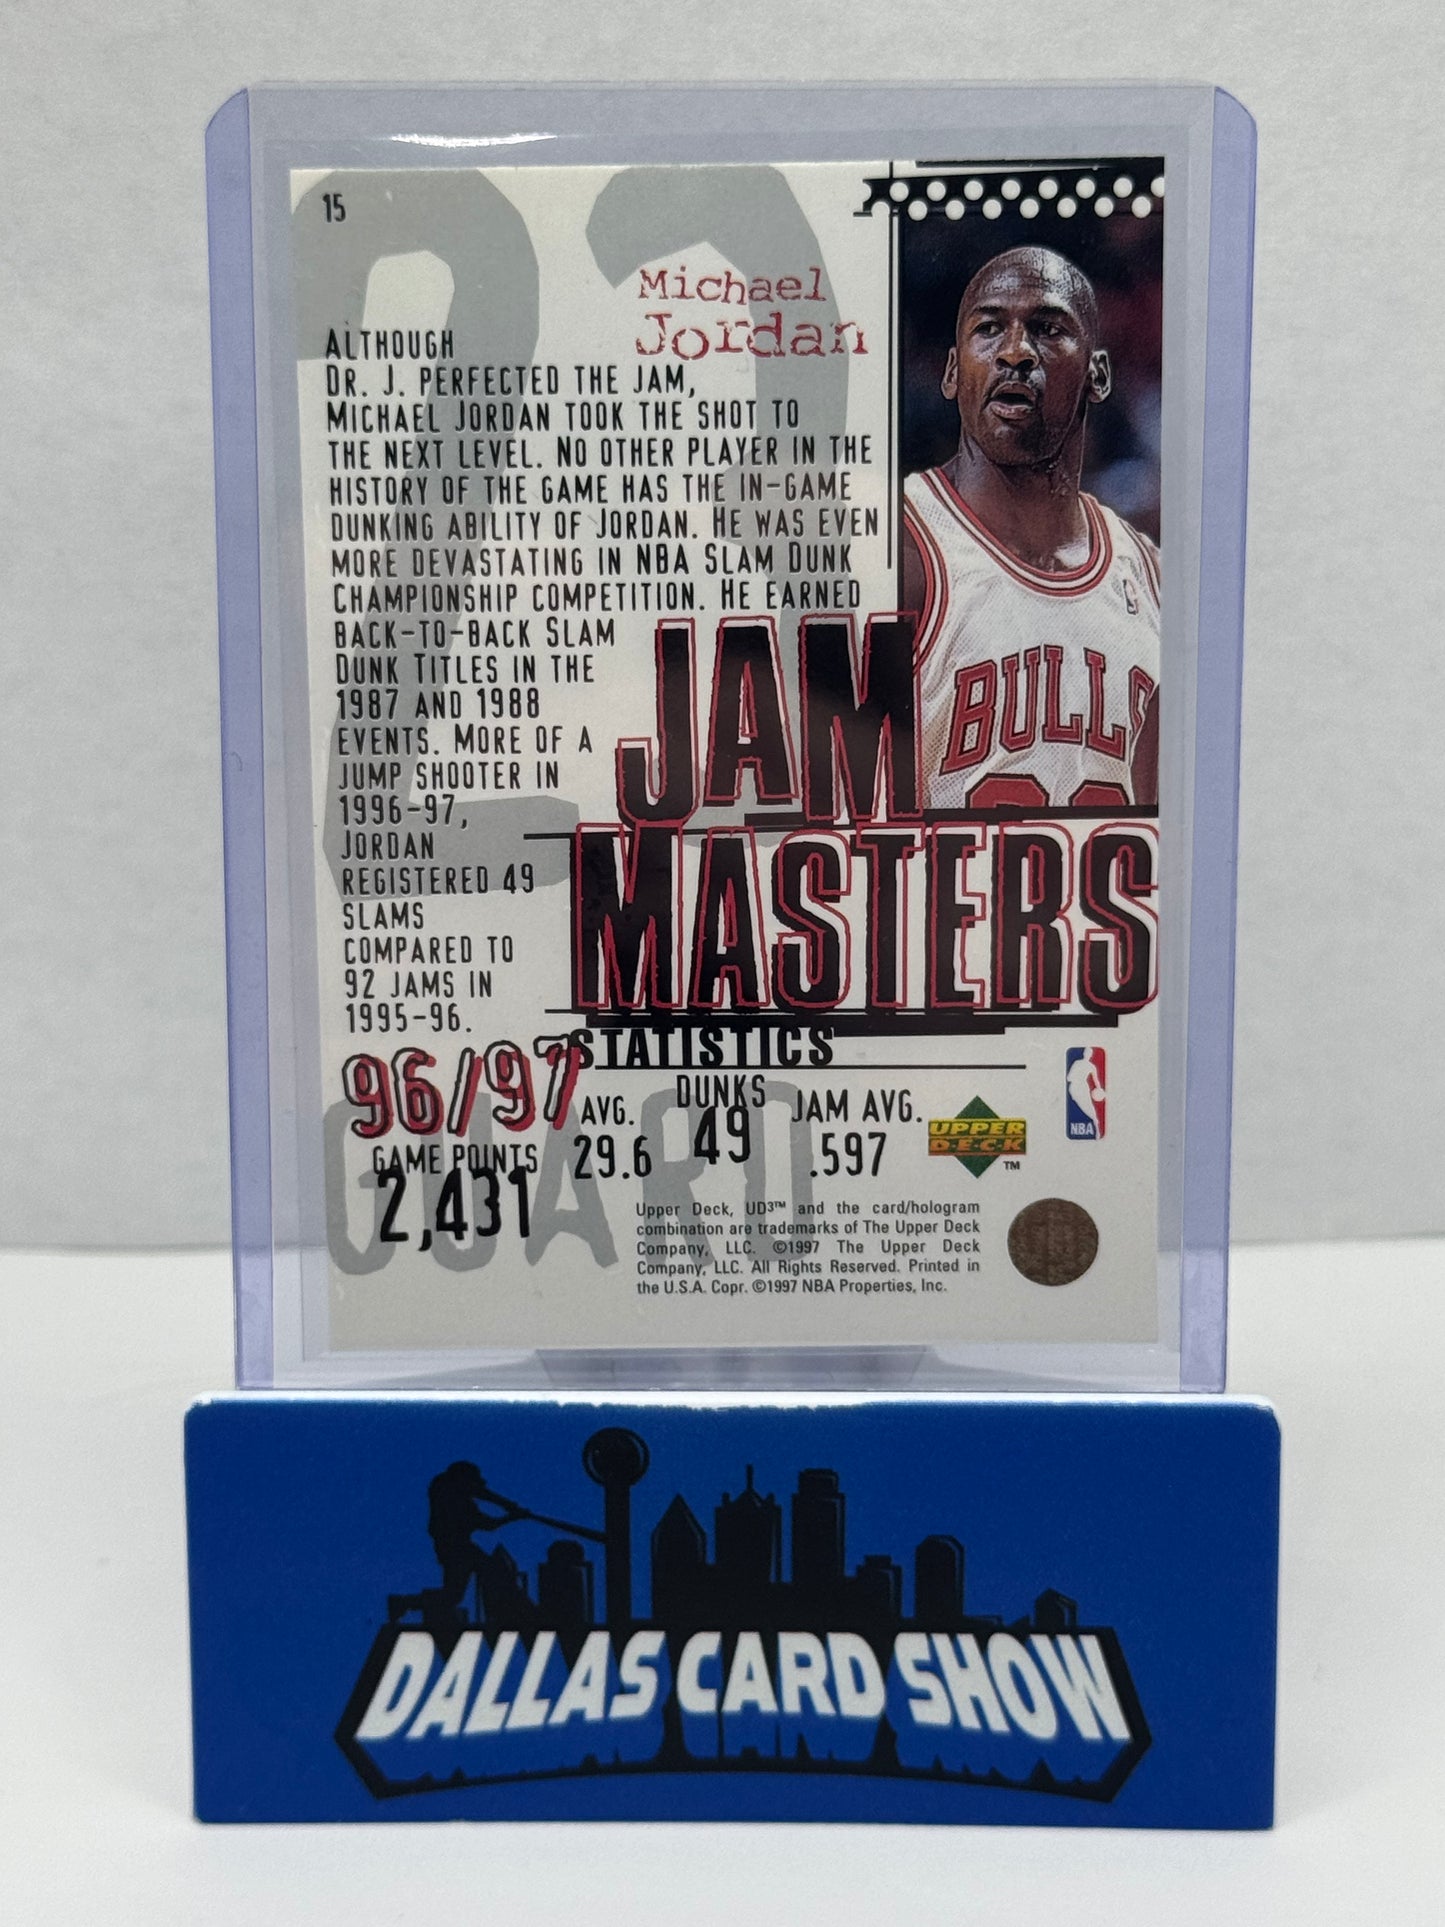 15
Michael
Jordan
ALTHOUGH
DR. J. PERFECTED THE JAM,
MICHAEL JORDAN TOOK THE SHOT TO
THE NEXT LEVEL. NO OTHER PLAYER IN THE
HISTORY OF THE GAME HAS THE IN-GAME
DUNKING ABILITY OF JORDAN. HE WAS EVEN
MORE DEVASTATING IN NBA SLAM DUNK
CHAMPIONSHIP COMPETITION. HE EARNED
BACK-TO-BACK SLAM
DUNK TITLES IN THE
1987 AND 1988
EVENTS. MORE OF A
JUMP SHOOTER IN
1996-97,
JORDAN
REGISTERED 49
SLAMS
COMPARED TO
92 JAMS IN
1995-96.
23
BULLS
JAM
MASTERS
STATISTICS
96/97
GAME POINTS
2,431
AVG.
29.6
DUNKS
49
JAM AVG.
.597
GUARD
UPPER
DECK
™
NBA
Upper Deck, UD3™ and the card/hologram
combination are trademarks of The Upper Deck
Company, LLC. ©1997 The Upper Deck
Company, LLC. All Rights Reserved. Printed in
the U.S.A. Copr. ©1997 NBA Properties, Inc.
DALLAS CARD SHOW